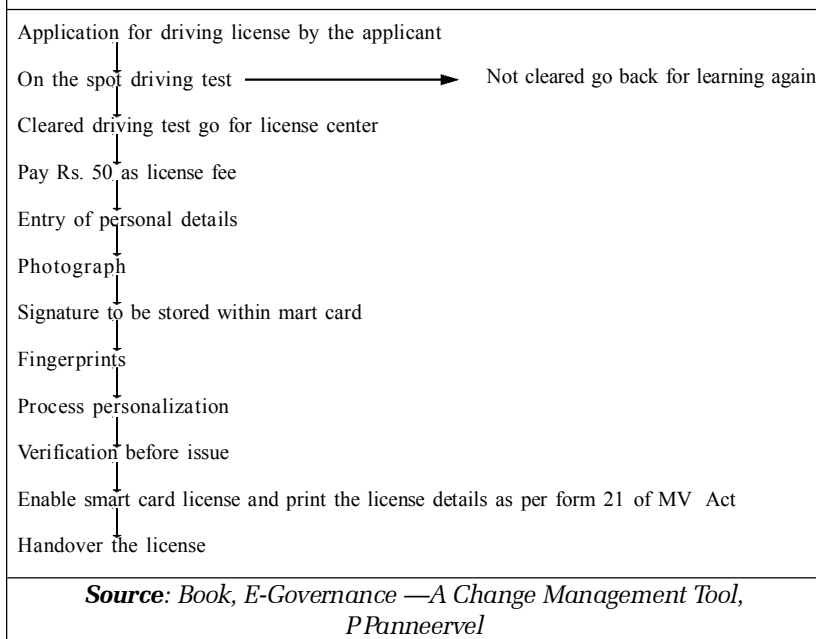 Application for driving license by the applicant
On the spot driving test
Not cleared go back for learning again
Cleared driving test go for license center
Pay Rs. 50 as license fee
Entry of personal details
Photograph
Signature to be stored within mart card
Fingerprints
Process personalization
Verification before issue
Enable smart card license and print the license details as per form 21 of MV Act
Handover the license
Source: Book, E-Governance —A Change Management Tool,
P Panneervel